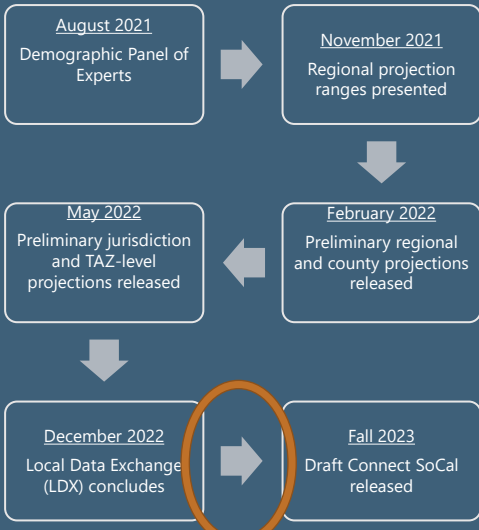 August 2021
Demographic Panel of
Experts
November 2021
Regional projection
ranges presented
February 2022
Preliminary regional
and county projections
released
May 2022
Preliminary jurisdiction
and TAZ-level
projections released
December 2022
Local Data Exchange
(LDX) concludes
Fall 2023
Draft Connect SoCal
released